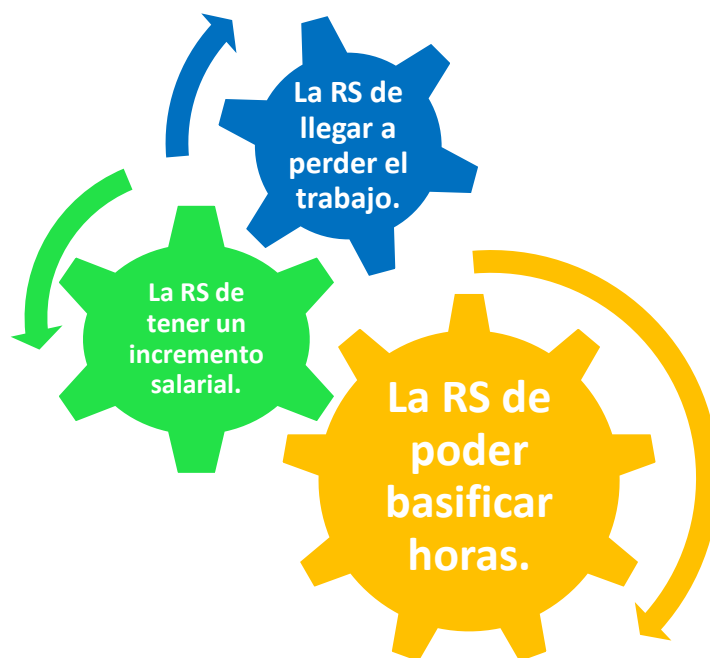 La RS de
llegar a
perder el
trabajo.
La RS de
tener un
incremento
salarial.
La RS de
poder
basificar
horas.